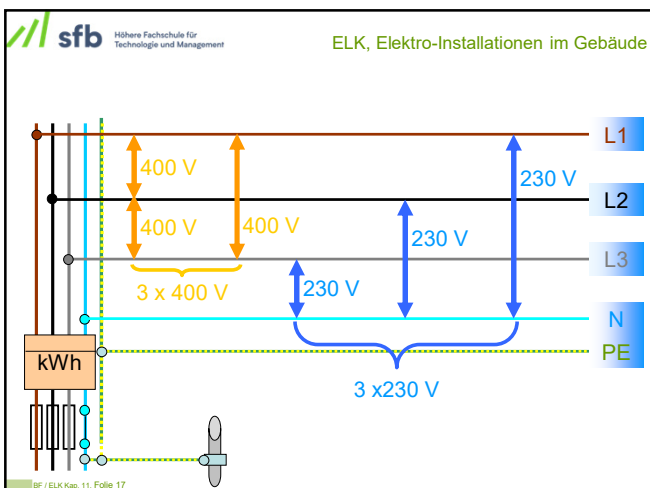 sfb Höhere Fachschule für
Technologie und Management
ELK, Elektro-Installationen im Gebäude
L1
400 V
230 V
L2
400 V
400 V
230 V
L3
3 x 400 V
230 V
N
PE
kWh
3 x230 V
BF / ELK Kap. 11, Folie 17